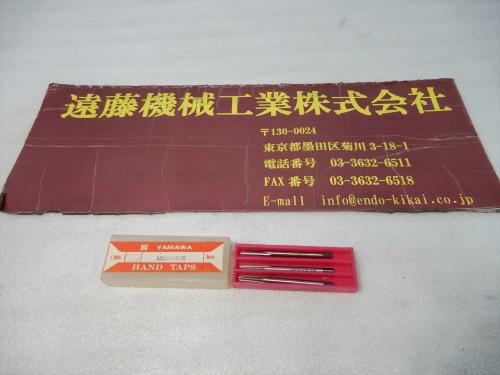 遠藤機械工業株式会社
〒130-0024
東京都墨田区菊川 3-18-1
電話番号 03-3632-6511
FAX 番号 03-3632-6518
E-mail info@endo-kikai.co.jp
YAMAWA
HAND TAPS